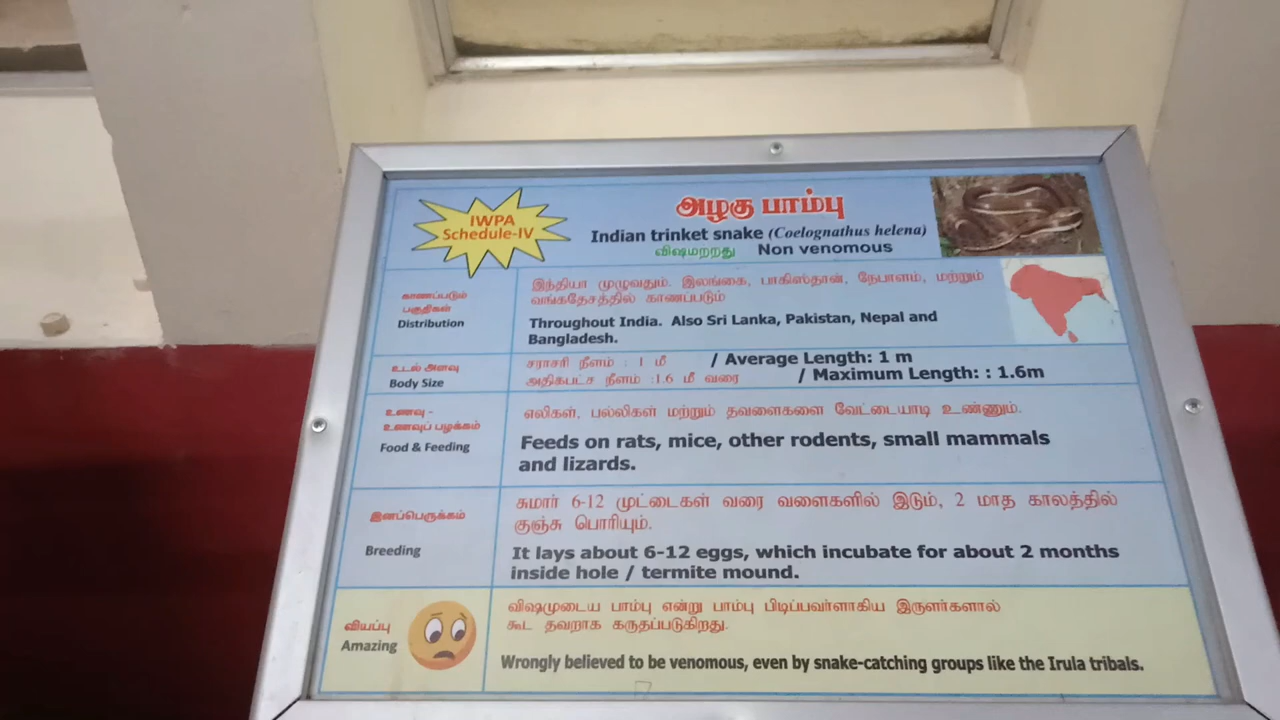 IWPA
Schedule-IV
அழகு பாம்பு
Indian trinket snake (Coelognathus helena)
விஷமற்றது Non venomous
காணப்படும்
பகுதிகள்
Distribution
இந்தியா முழுவதும். இலங்கை, பாகிஸ்தான், நேபாளம், மற்றும்
வங்கதேசத்தில் காணப்படும்
Throughout India. Also Sri Lanka, Pakistan, Nepal and
Bangladesh.
உடல் அளவு
Body Size
சராசரி நீளம் : 1 மீ / Average Length: 1 m
அதிகபட்ச நீளம் :1.6 மீ வரை / Maximum Length: : 1.6m
உணவு -
உணவுப் பழக்கம்
Food & Feeding
எலிகள், பல்லிகள் மற்றும் தவளைகளை வேட்டையாடி உண்ணும்.
Feeds on rats, mice, other rodents, small mammals
and lizards.
இனப்பெருக்கம்
Breeding
சுமார் 6-12 முட்டைகள் வரை வளைகளில் இடும், 2 மாத காலத்தில்
குஞ்சு பொரியும்.
It lays about 6-12 eggs, which incubate for about 2 months
inside hole / termite mound.
வியப்பு
Amazing
விஷமுடைய பாம்பு என்று பாம்பு பிடிப்பவர்ளாகிய இருளர்களால்
கூட தவறாக கருதப்படுகிறது.
Wrongly believed to be venomous, even by snake-catching groups like the Irula tribals.